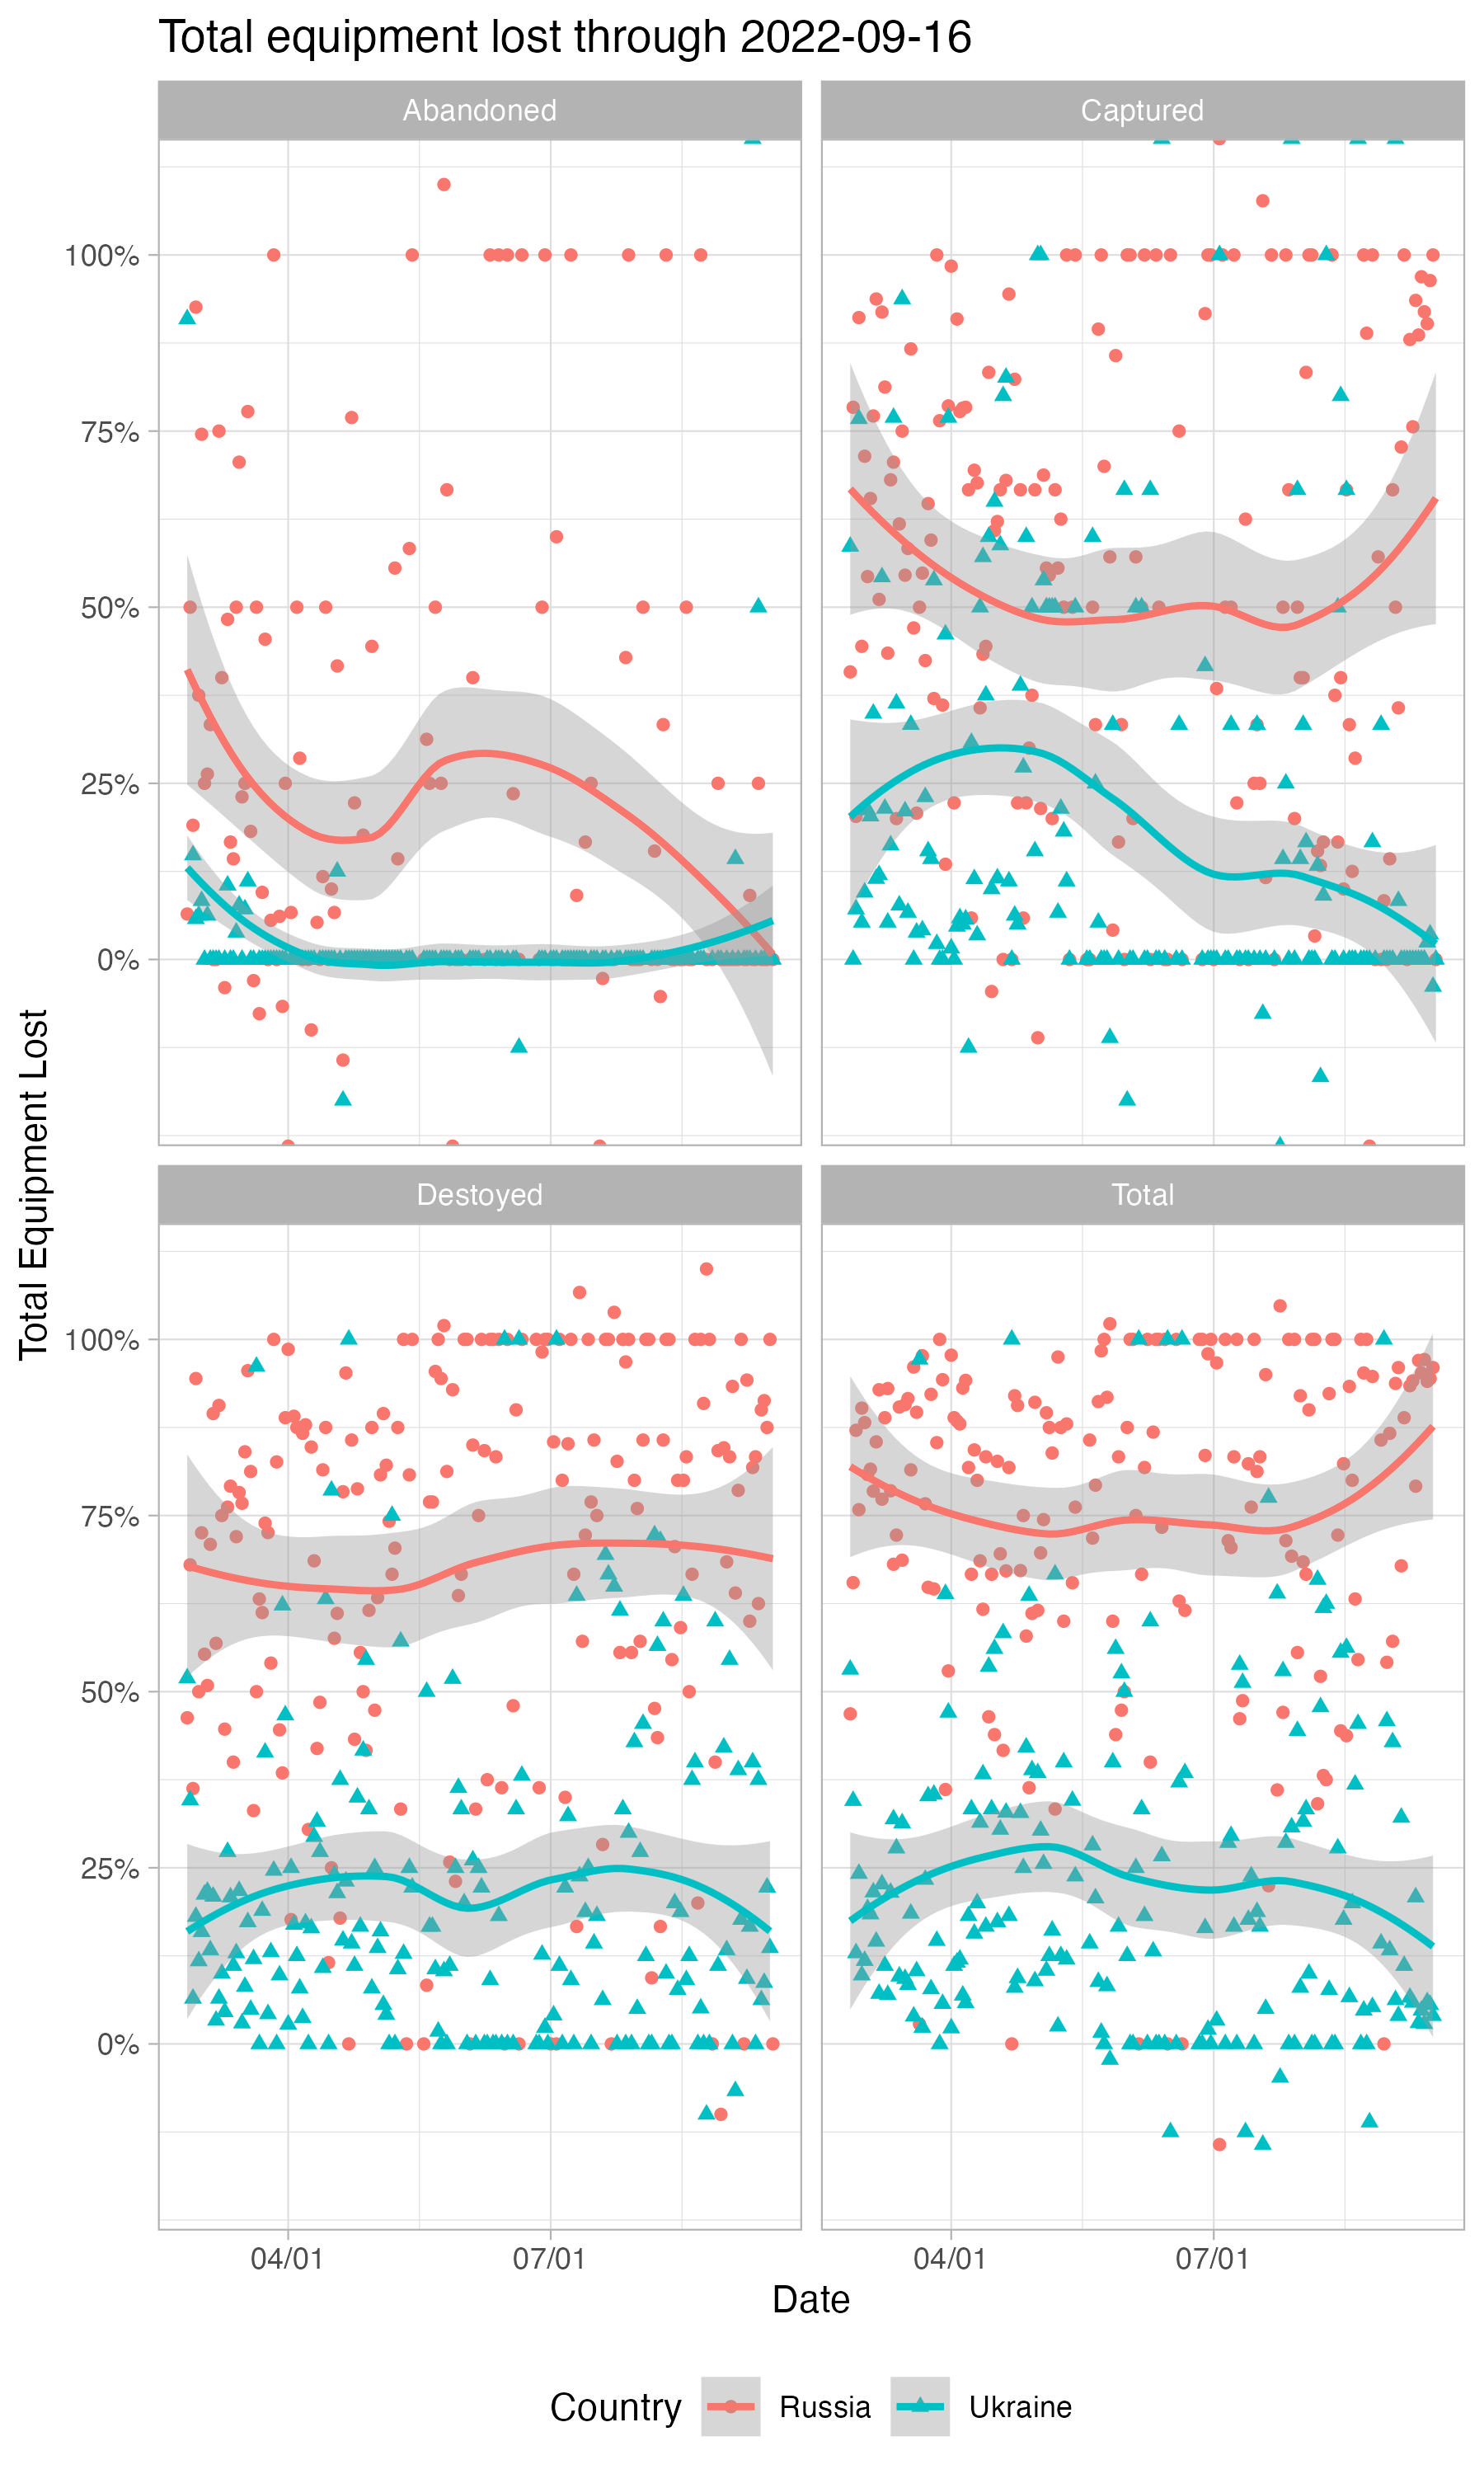 Total equipment lost through 2022-09-16
Abandoned
Captured
100%
75%
50%
25%
0%
Total Equipment Lost
Destoyed
Total
100%
75%
50%
25%
0%
04/01
07/01
04/01
07/01
Date
Country
Russia
Ukraine